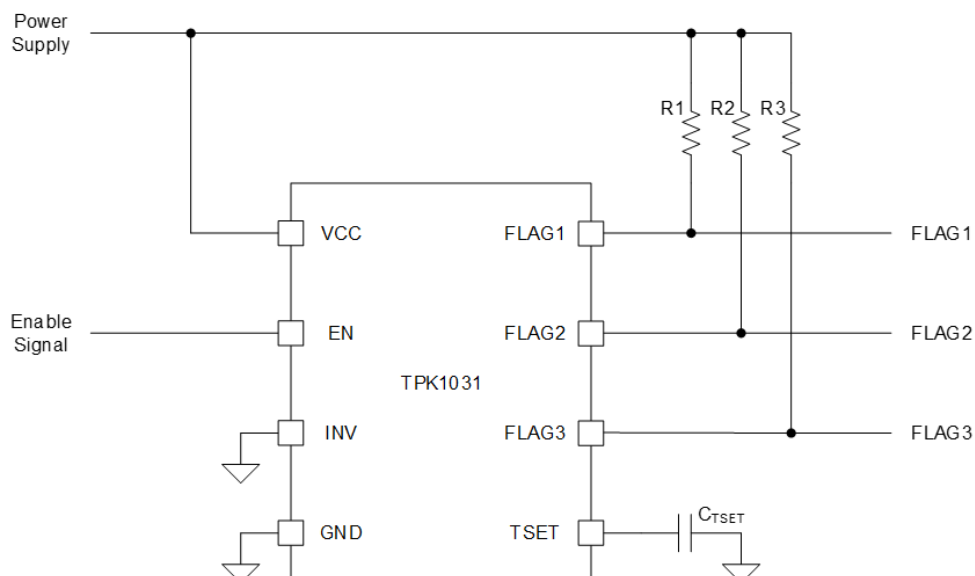 Power
Supply
R1 R2 R3
VCC FLAG1 FLAG1
Enable
Signal
EN FLAG2 FLAG2
TPK1031
INV FLAG3 FLAG3
GND TSET CTSET